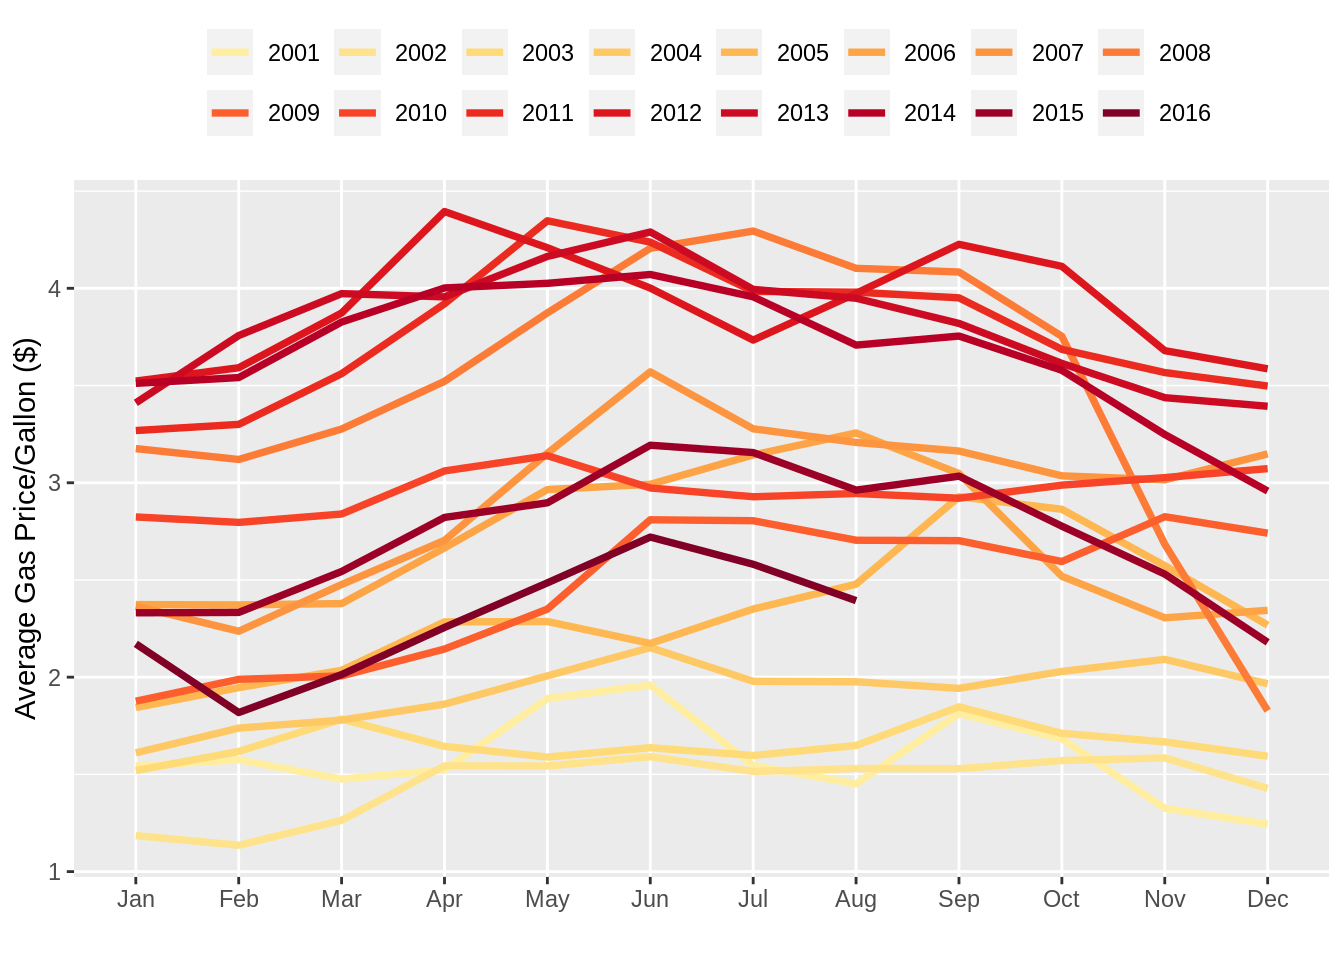 2001 2002 2003 2004 2005 2006 2007 2008
2009 2010 2011 2012 2013 2014 2015 2016
Average Gas Price/Gallon ($)
4
3
2
1
Jan Feb Mar Apr May Jun Jul Aug Sep Oct Nov Dec